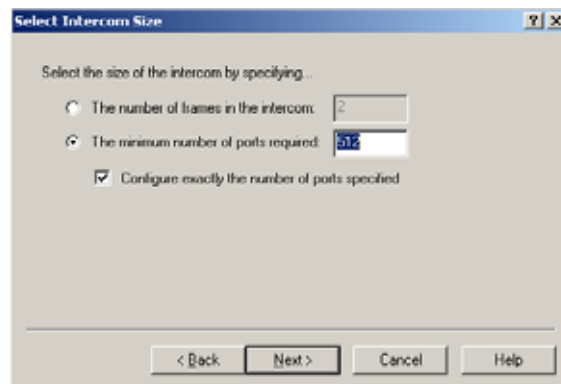 Select Intercom Size
Select the size of the intercom by specifying...
The number of frames in the intercom: 2
The minimum number of ports required: 512
Configure exactly the number of ports specified
< Back Next > Cancel Help